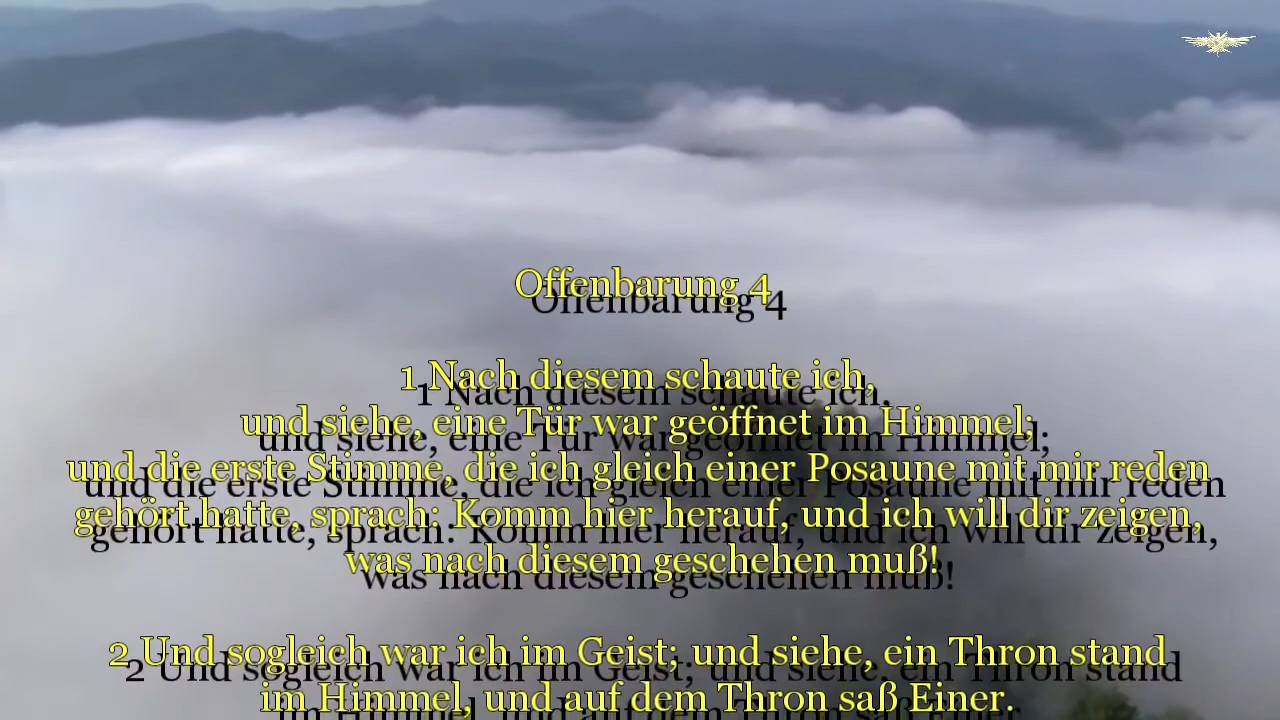 Offenbarung 4
1 Nach diesem schaute ich,
und siehe, eine Tür war geöffnet im Himmel;
und die erste Stimme, die ich gleich einer Posaune mit mir reden
gehört hatte, sprach: Komm hier herauf, und ich will dir zeigen,
was nach diesem geschehen muß!
2 Und sogleich war ich im Geist; und siehe, ein Thron stand
im Himmel, und auf dem Thron saß Einer.